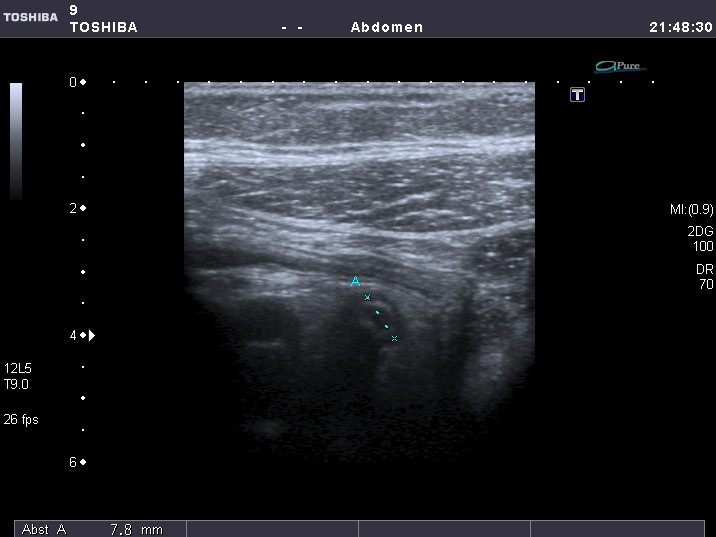 TOSHIBA
9
TOSHIBA - - Abdomen 21:48:30
aPure
T
0
2
4
6
A
MI:(0.9)
2DG
100
DR
70
12L5
T9.0
26 fps
Abst A 7.8 mm